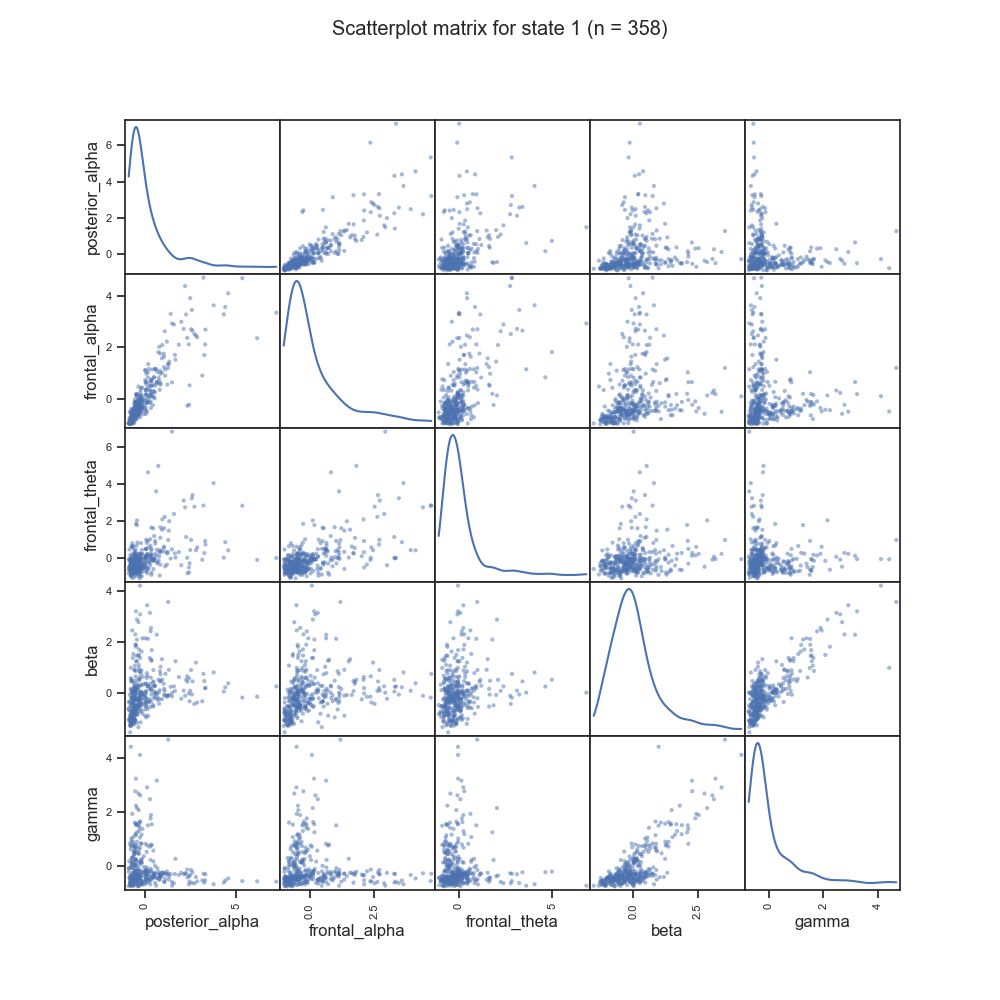 Scatterplot matrix for state 1 (n = 358)
posterior_alpha
6
4
2
0
frontal_alpha
4
2
0
frontal_theta
6
4
2
0
beta
4
2
0
gamma
4
2
0
0 5
0.0 2.5
0 5
0.0 2.5
0 2 4
posterior_alpha
frontal_alpha
frontal_theta
beta
gamma